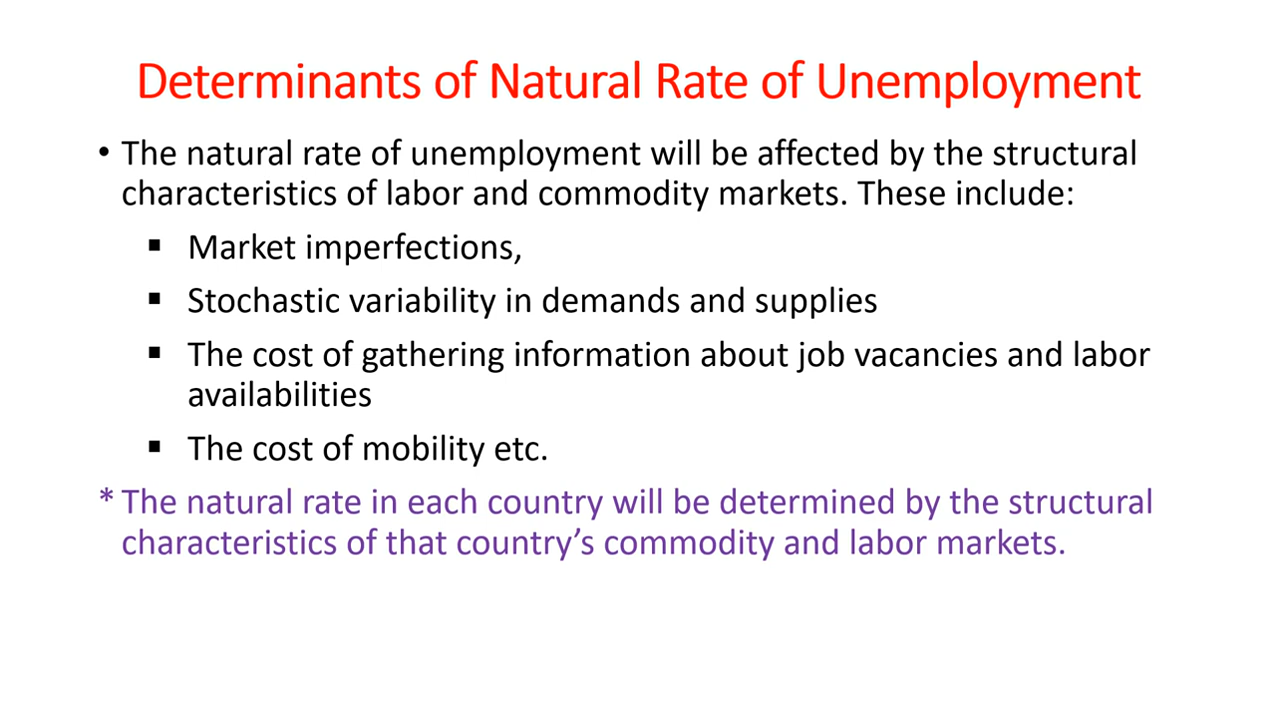 Determinants of Natural Rate of Unemployment
• The natural rate of unemployment will be affected by the structural
characteristics of labor and commodity markets. These include:
▪ Market imperfections,
▪ Stochastic variability in demands and supplies
▪ The cost of gathering information about job vacancies and labor
availabilities
▪ The cost of mobility etc.
* The natural rate in each country will be determined by the structural
characteristics of that country’s commodity and labor markets.